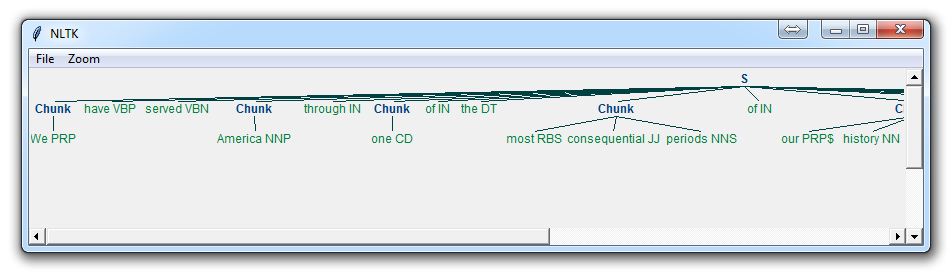 NLTK
File Zoom
S
Chunk have VBP served VBN Chunk through IN Chunk of IN the DT Chunk of IN C
We PRP America NNP one CD most RBS consequential JJ periods NNS our PRP$ history NN